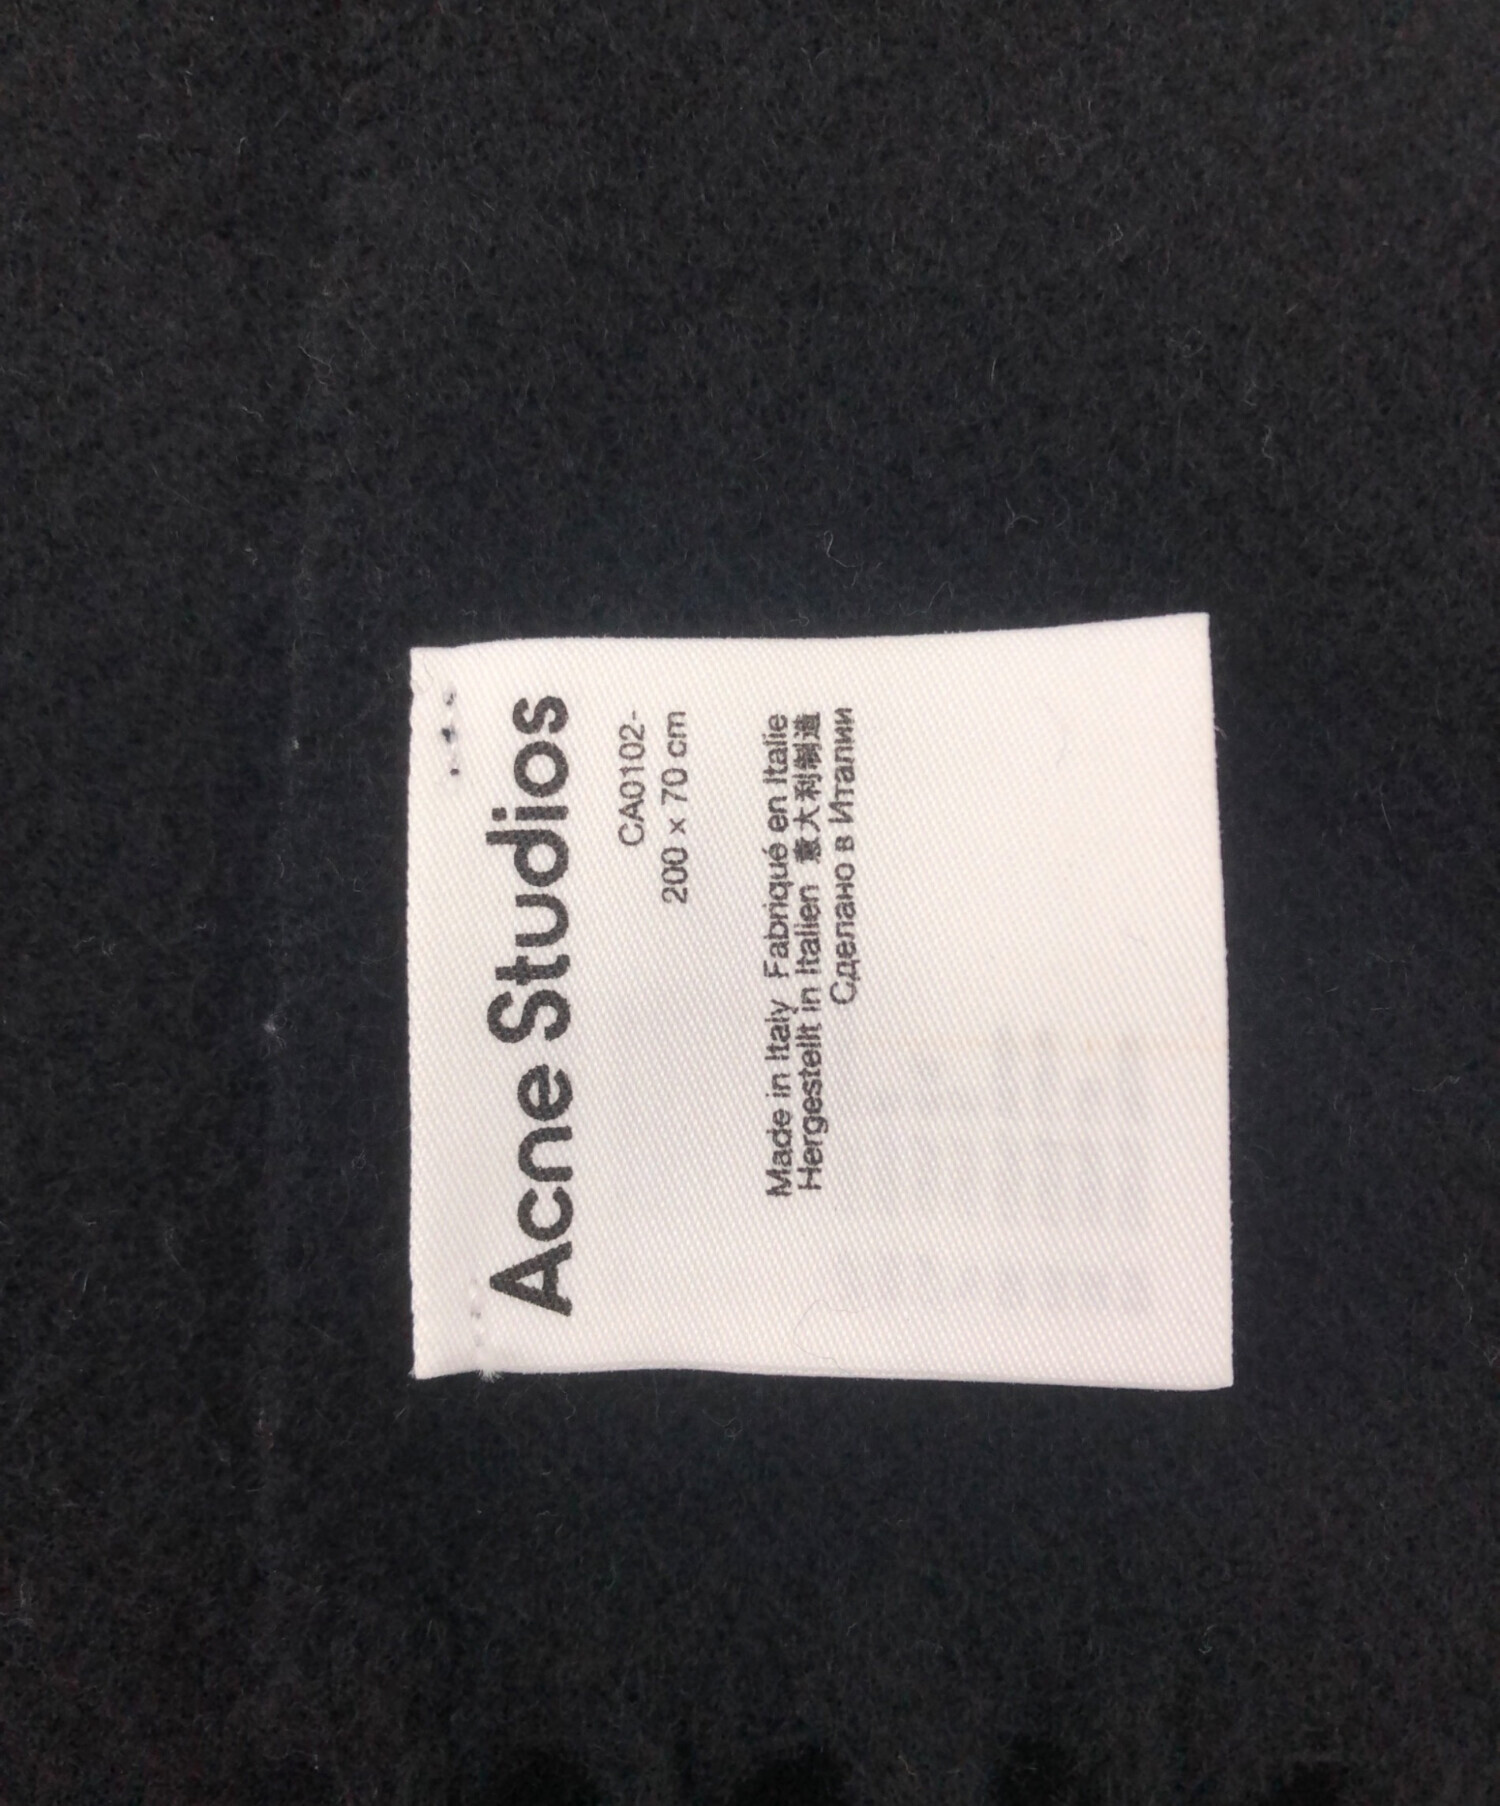 Acne Studios
CA0102-
200 x 70 cm
Made in Italy Fabriqué en Italie
Hergestellt in Italien 意大利制造
Сделано в Италии